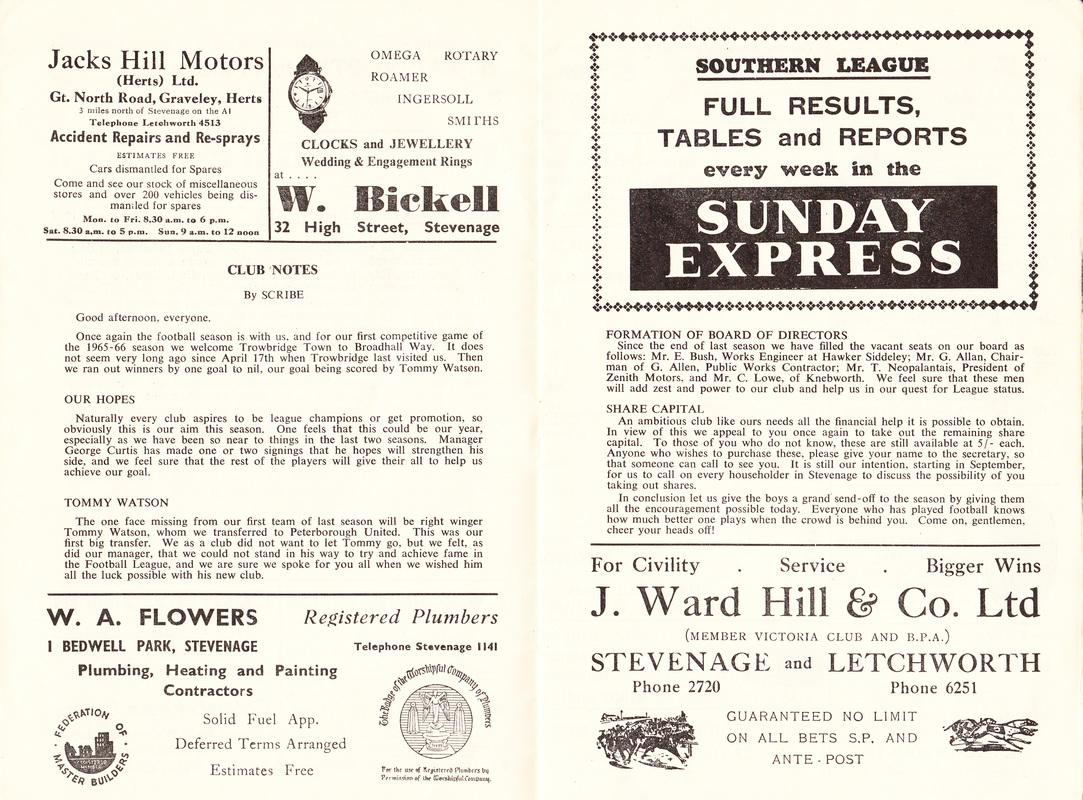 Jacks Hill Motors
(Herts) Ltd.
Gt. North Road, Graveley, Herts
3 miles north of Stevenage on the A1
Telephone Letchworth 4513
Accident Repairs and Re-sprays
ESTIMATES FREE
Cars dismantled for Spares
Come and see our stock of miscellaneous
stores and over 200 vehicles being dis-
mantled for spares
Mon. to Fri. 8.30 a.m. to 6 p.m.
Sat. 8.30 a.m. to 5 p.m. Sun. 9 a.m. to 12 noon
OMEGA ROTARY
ROAMER
INGERSOLL
SMITHS
CLOCKS and JEWELLERY
Wedding & Engagement Rings
at . . . .
W. Bickell
32 High Street, Stevenage
CLUB NOTES
By SCRIBE
Good afternoon, everyone.
Once again the football season is with us, and for our first competitive game of
the 1965-66 season we welcome Trowbridge Town to Broadhall Way. It does
not seem very long ago since April 17th when Trowbridge last visited us. Then
we ran out winners by one goal to nil, our goal being scored by Tommy Watson.
OUR HOPES
Naturally every club aspires to be league champions or get promotion, so
obviously this is our aim this season. One feels that this could be our year,
especially as we have been so near to things in the last two seasons. Manager
George Curtis has made one or two signings that he hopes will strengthen his
side, and we feel sure that the rest of the players will give their all to help us
achieve our goal.
TOMMY WATSON
The one face missing from our first team of last season will be right winger
Tommy Watson, whom we transferred to Peterborough United. This was our
first big transfer. We as a club did not want to let Tommy go, but we felt, as
did our manager, that we could not stand in his way to try and achieve fame in
the Football League, and we are sure we spoke for you all when we wished him
all the luck possible with his new club.
W. A. FLOWERS Registered Plumbers
1 BEDWELL PARK, STEVENAGE Telephone Stevenage 1141
Plumbing, Heating and Painting
Contractors
Solid Fuel App.
Deferred Terms Arranged
Estimates Free
FEDERATION OF
MASTER BUILDERS
The Badge of the Worshipful Company of Plumbers
For the use of Registered Plumbers by
Permission of the Worshipful Company.
SOUTHERN LEAGUE
FULL RESULTS,
TABLES and REPORTS
every week in the
SUNDAY
EXPRESS
FORMATION OF BOARD OF DIRECTORS
Since the end of last season we have filled the vacant seats on our board as
follows: Mr. E. Bush, Works Engineer at Hawker Siddeley; Mr. G. Allan, Chair-
man of G. Allen, Public Works Contractor; Mr. T. Neopalantais, President of
Zenith Motors, and Mr. C. Lowe, of Knebworth. We feel sure that these men
will add zest and power to our club and help us in our quest for League status.
SHARE CAPITAL
An ambitious club like ours needs all the financial help it is possible to obtain.
In view of this we appeal to you once again to take out the remaining share
capital. To those of you who do not know, these are still available at 5/- each.
Anyone who wishes to purchase these, please give your name to the secretary, so
that someone can call to see you. It is still our intention, starting in September,
for us to call on every householder in Stevenage to discuss the possibility of you
taking out shares.
In conclusion let us give the boys a grand send-off to the season by giving them
all the encouragement possible today. Everyone who has played football knows
how much better one plays when the crowd is behind you. Come on, gentlemen,
cheer your heads off!
For Civility . Service . Bigger Wins
J. Ward Hill & Co. Ltd
(MEMBER VICTORIA CLUB AND B.P.A.)
STEVENAGE and LETCHWORTH
Phone 2720 Phone 6251
GUARANTEED NO LIMIT
ON ALL BETS S.P. AND
ANTE-POST